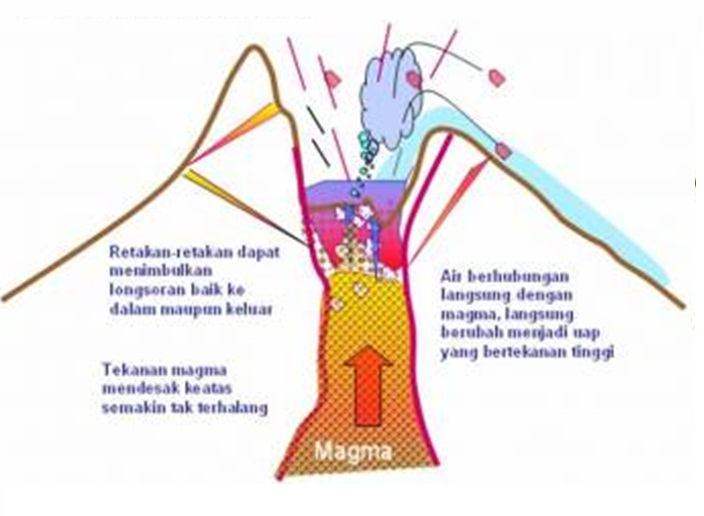 Retakan-retakan dapat
menimbulkan
longsoran baik ke
dalam maupun keluar
Tekanan magma
mendesak keatas
semakin tak terhalang
Air berhubungan
langsung dengan
magma, langsung
berubah menjadi uap
yang bertekanan tinggi
Magma